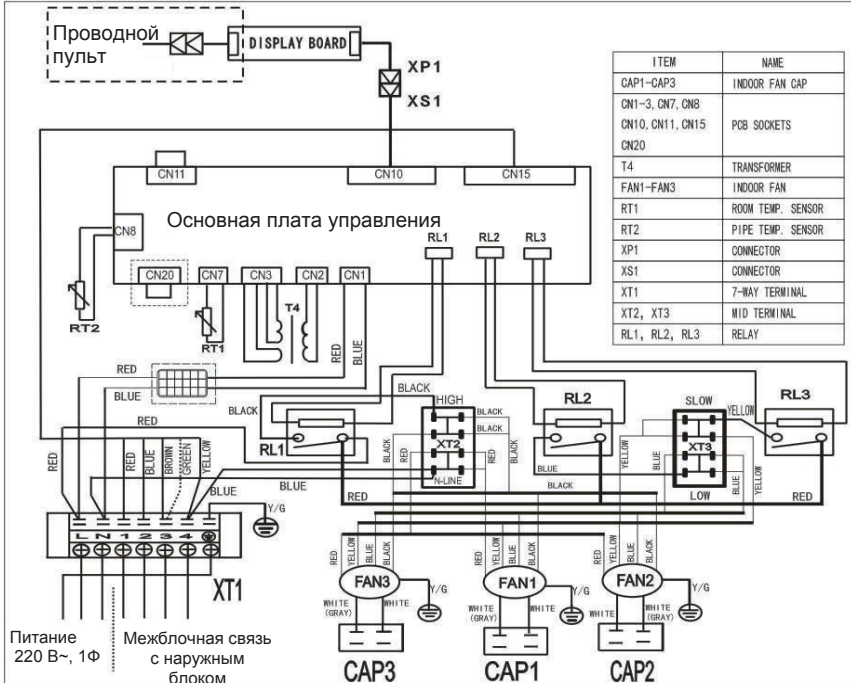 Проводной
пульт
DISPLAY BOARD
XP1
XS1
ITEM NAME
CAP1-CAP3 INDOOR FAN CAP
CN1-3, CN7, CN8
CN10, CN11, CN15 PCB SOCKETS
CN20
T4 TRANSFORMER
FAN1-FAN3 INDOOR FAN
RT1 ROOM TEMP. SENSOR
RT2 PIPE TEMP. SENSOR
XP1 CONNECTOR
XS1 CONNECTOR
XT1 7-WAY TERMINAL
XT2, XT3 MID TERMINAL
RL1, RL2, RL3 RELAY
CN11 CN10 CN15
Основная плата управления
CN8
RL1 RL2 RL3
CN20 CN7 CN3 CN2 CN1
T4
RT2
RT1
RED
BLUE
RED
BLUE
RED
BLACK
BLACK
HIGH
BLACK
BLACK
XT2
N-LINE
RL1
BLACK
RED
RED
BLACK
RL2
BLUE
YELLOW
BLUE
SLOW
XT3
LOW
YELLOW
BLUE
YELLOW
RL3
RED
RED
BLACK
BLUE
BLUE
RED
RED
BLUE
BROWN
GREEN
YELLOW
Y/G
L N 1 2 3 4
XT1
RED YELLOW BLUE BLACK
RED YELLOW BLUE BLACK
RED YELLOW BLUE BLACK
FAN3 FAN1 FAN2
Y/G Y/G Y/G
WHITE
(GRAY)
WHITE
WHITE
(GRAY)
WHITE
WHITE
(GRAY)
WHITE
CAP3 CAP1 CAP2
Питание
220 В~, 1Ф
Межблочная связь
с наружным
блоком